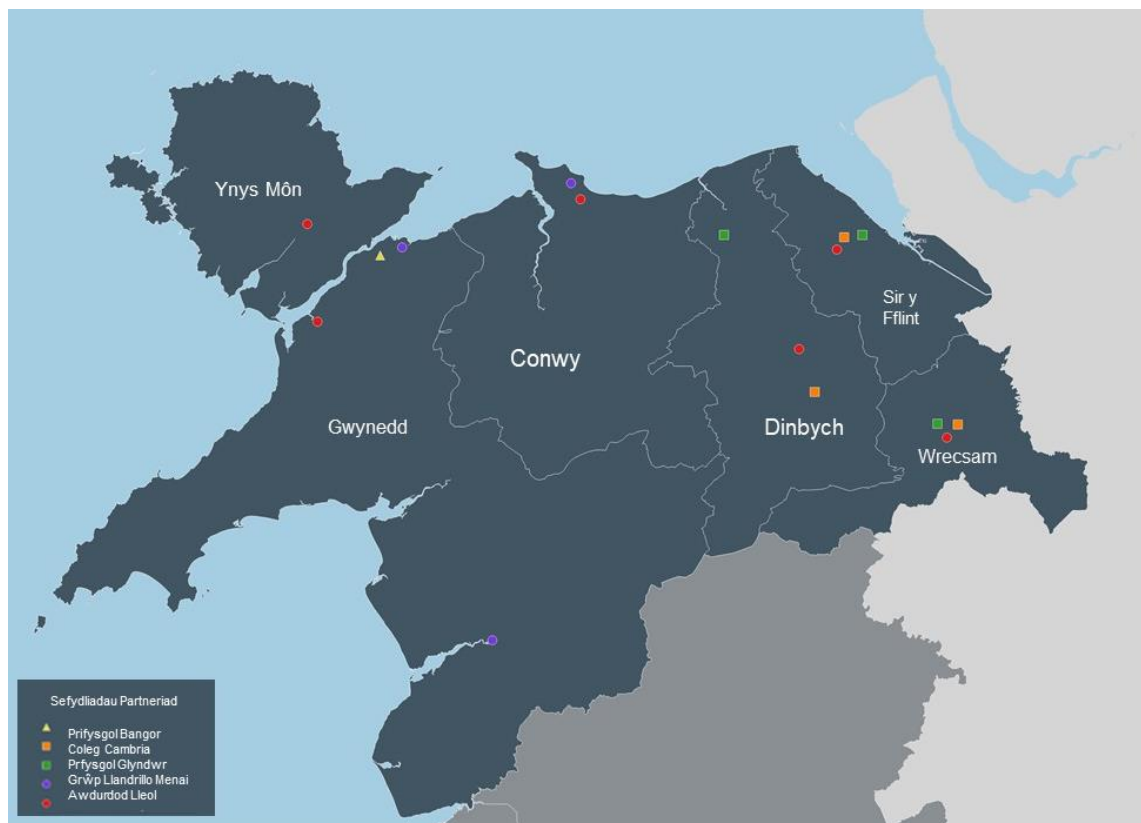 Ynys Môn
Sir y
Fflint
Conwy
Gwynedd
Dinbych
Wrecsam
Sefydliadau Partneriad
Prifysgol Bangor
Coleg Cambria
Prfysgol Glyndwr
Grŵp Llandrillo Menai
Awdurdod Lleol